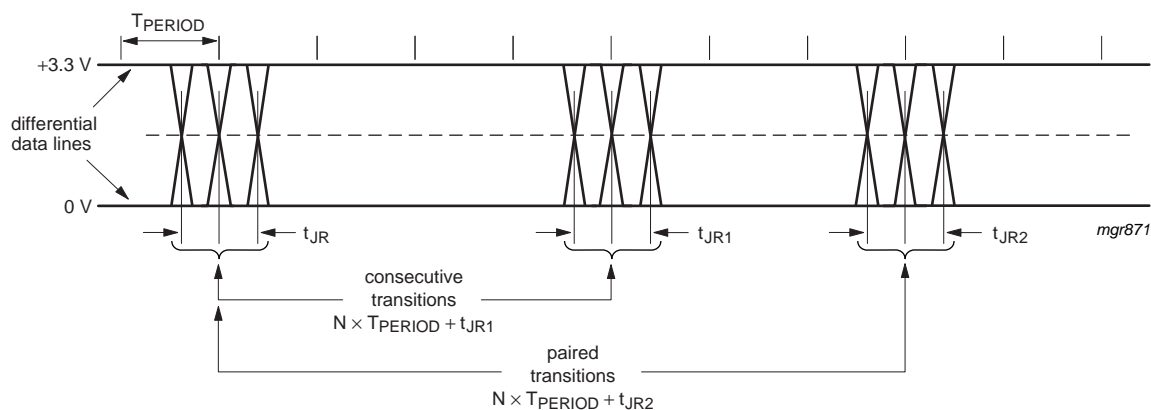 TPERIOD
+3.3 V
differential
data lines
0 V
tJR
tJR1
tJR2
mgr871
consecutive
transitions
N × TPERIOD + tJR1
paired
transitions
N × TPERIOD + tJR2